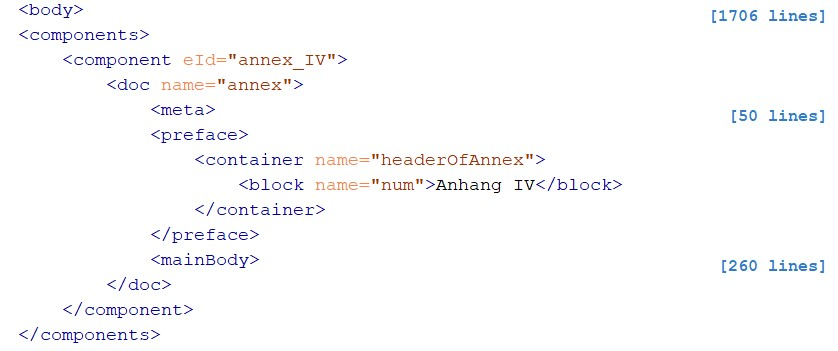 <body> [1706 lines]
<components>
<component eId="annex_IV">
<doc name="annex">
<meta> [50 lines]
<preface>
<container name="headerOfAnnex">
<block name="num">Anhang IV</block>
</container>
</preface>
<mainBody> [260 lines]
</doc>
</component>
</components>